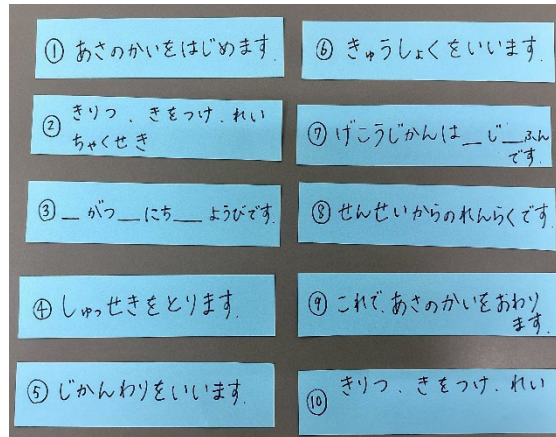 ① あさのかいをはじめます.
② きりつ、きをつけ、れい
ちゃくせき
③ __がつ__にち__ようびです.
④ しゅっせきをとります.
⑤ じかんわりをいいます.
⑥ きゅうしょくをいいます.
⑦ げこうじかんは__じ__ふん
です.
⑧ せんせいからのれんらくです.
⑨ これで、あさのかいをおわり
ます.
⑩ きりつ、きをつけ、れい